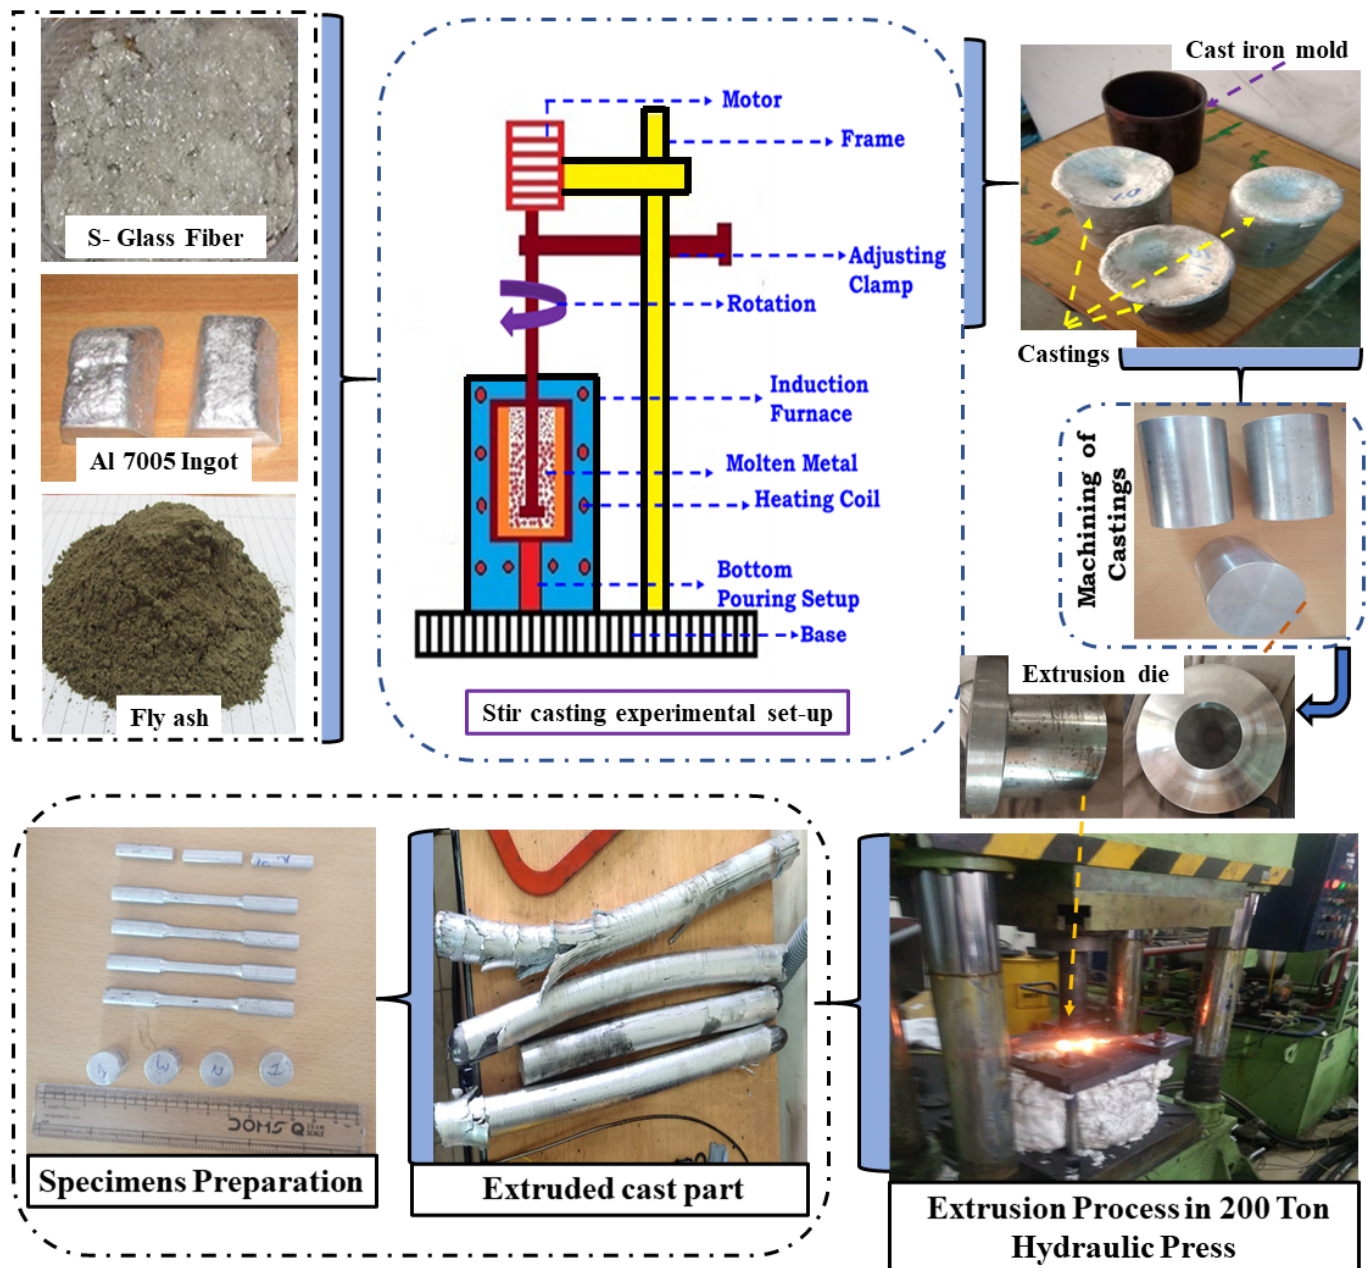 S- Glass Fiber
Al 7005 Ingot
Fly ash
Motor
Frame
Adjusting
Clamp
Rotation
Induction
Furnace
Molten Metal
Heating Coil
Bottom
Pouring Setup
Base
Stir casting experimental set-up
Cast iron mold
Castings
Machining of
Castings
Extrusion die
Specimens Preparation
Extruded cast part
Extrusion Process in 200 Ton
Hydraulic Press